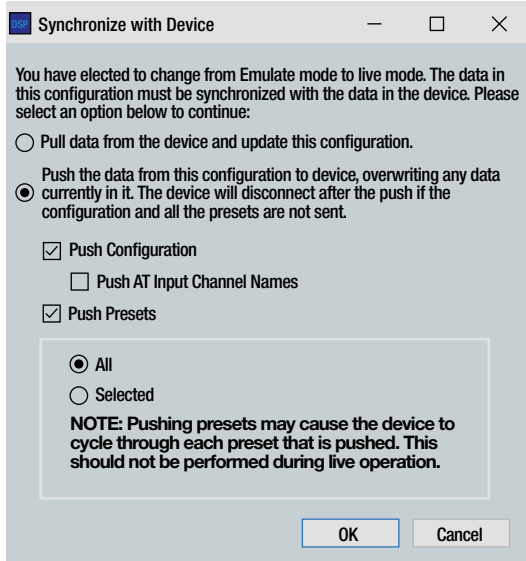 DSP Synchronize with Device
You have elected to change from Emulate mode to live mode. The data in
this configuration must be synchronized with the data in the device. Please
select an option below to continue:
Pull data from the device and update this configuration.
Push the data from this configuration to device, overwriting any data
currently in it. The device will disconnect after the push if the
configuration and all the presets are not sent.
Push Configuration
Push AT Input Channel Names
Push Presets
All
Selected
NOTE: Pushing presets may cause the device to
cycle through each preset that is pushed. This
should not be performed during live operation.
OK Cancel